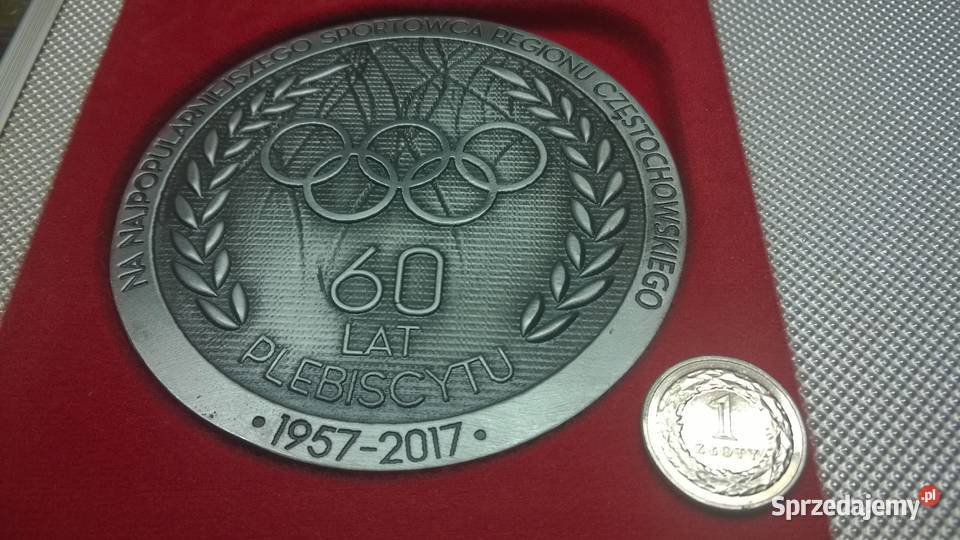 NA NAJPOPULARNIEJSZEGO SPORTOWCA REGIONU CZĘSTOCHOWSKIEGO
60
LAT
PLEBISCYTU
• 1957-2017 •
1
ZŁOTY
Sprzedajemy.pl